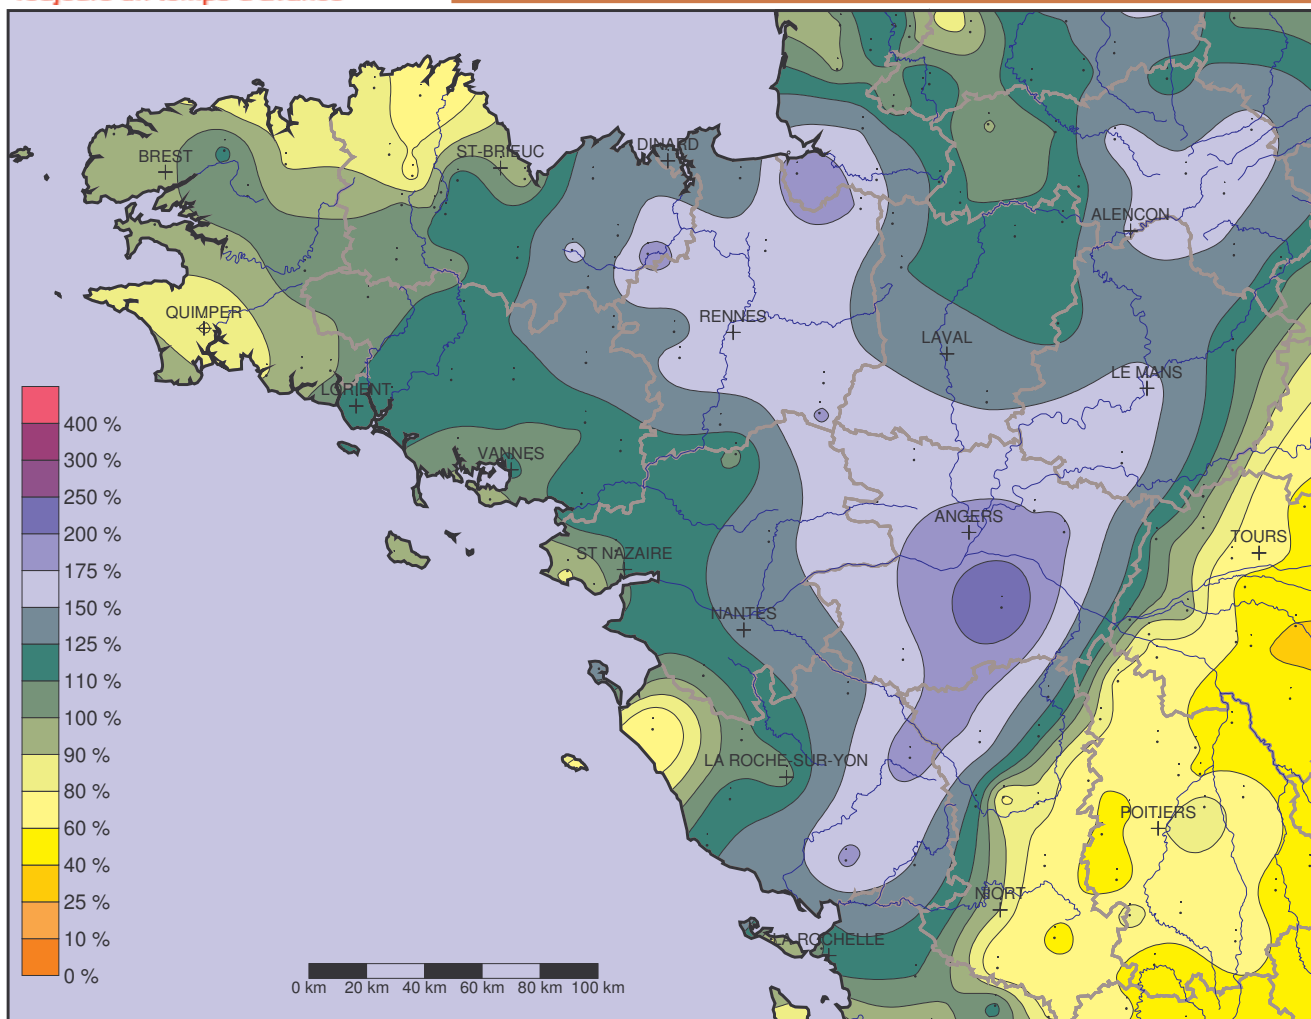 BREST
ST-BRIEUC
DINARD
ALENCON
QUIMPER
RENNES
LAVAL
LE MANS
LORIENT
VANNES
ANGERS
TOURS
ST NAZAIRE
NANTES
LA ROCHE-SUR-YON
POITIERS
NIORT
LA ROCHELLE
400 %
300 %
250 %
200 %
175 %
150 %
125 %
110 %
100 %
90 %
80 %
60 %
40 %
25 %
10 %
0 %
0 km 20 km 40 km 60 km 80 km 100 km